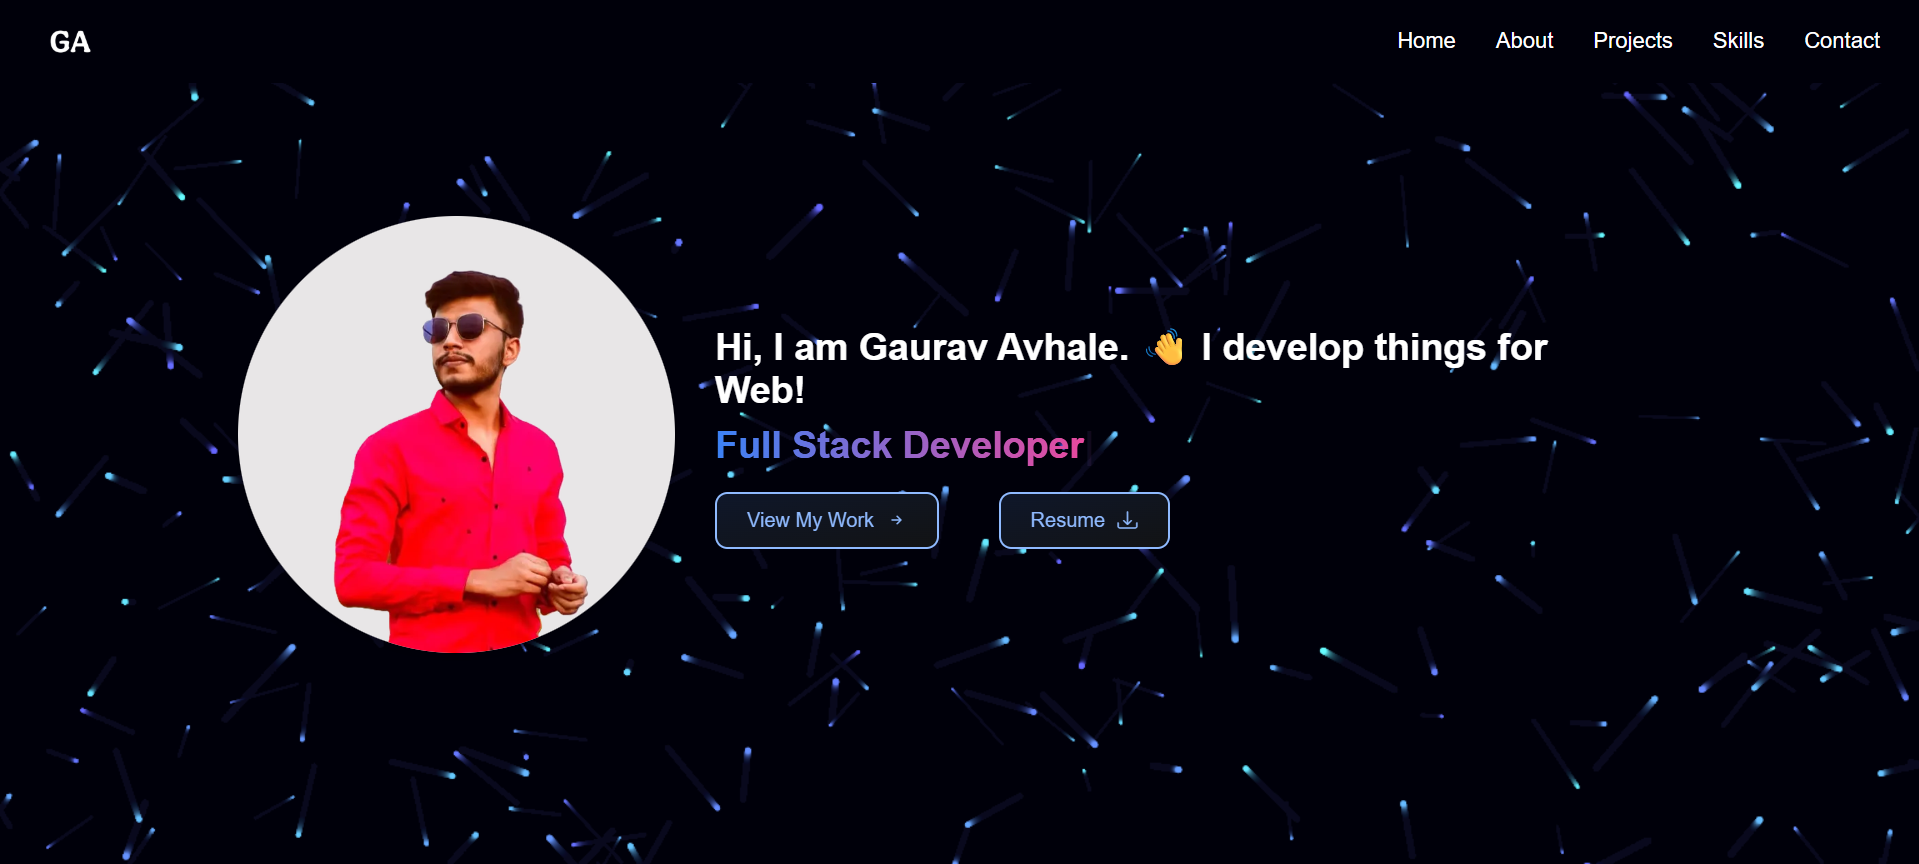 GA
Home About Projects Skills Contact
Hi, I am Gaurav Avhale. 👋 I develop things for
Web!
Full Stack Developer
View My Work →
Resume